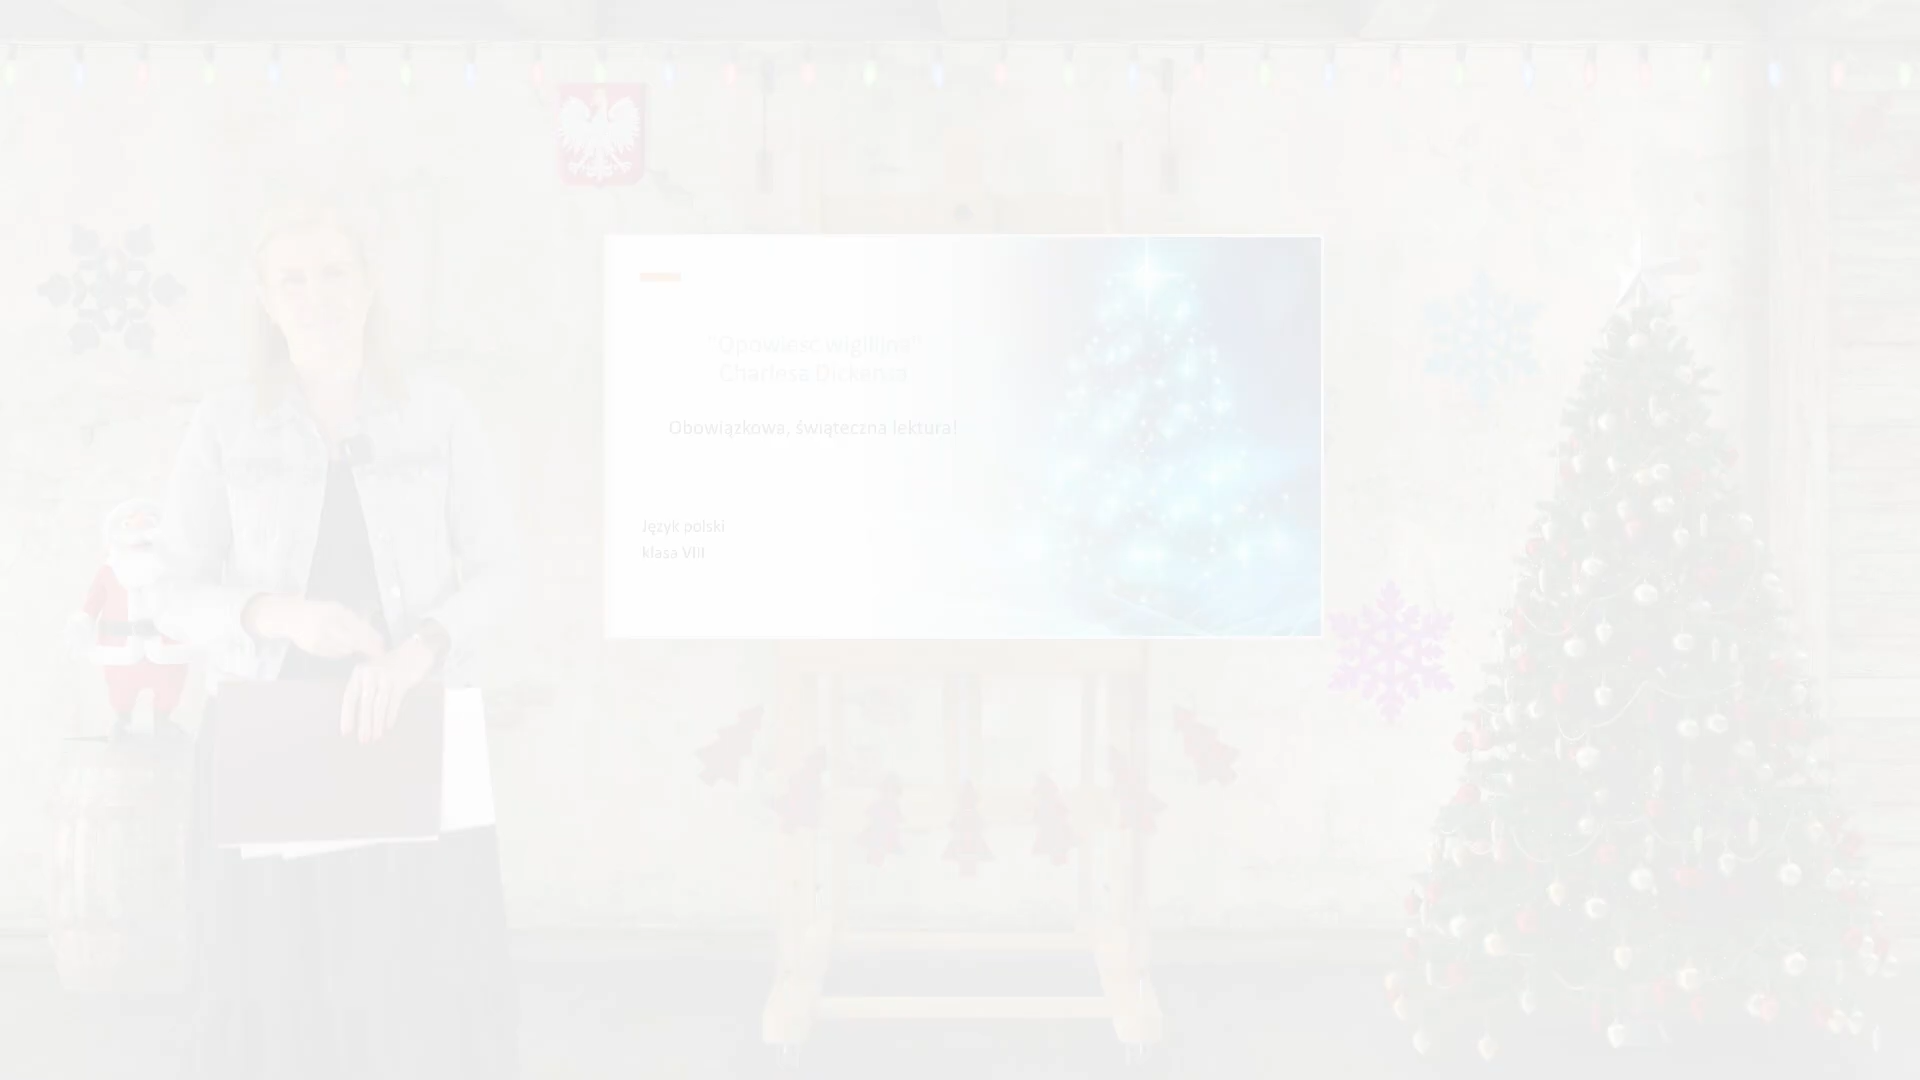 "Opowieść wigilijna"
Charlesa Dickensa
Obowiązkowa, świąteczna lektura!
Język polski
klasa VIII